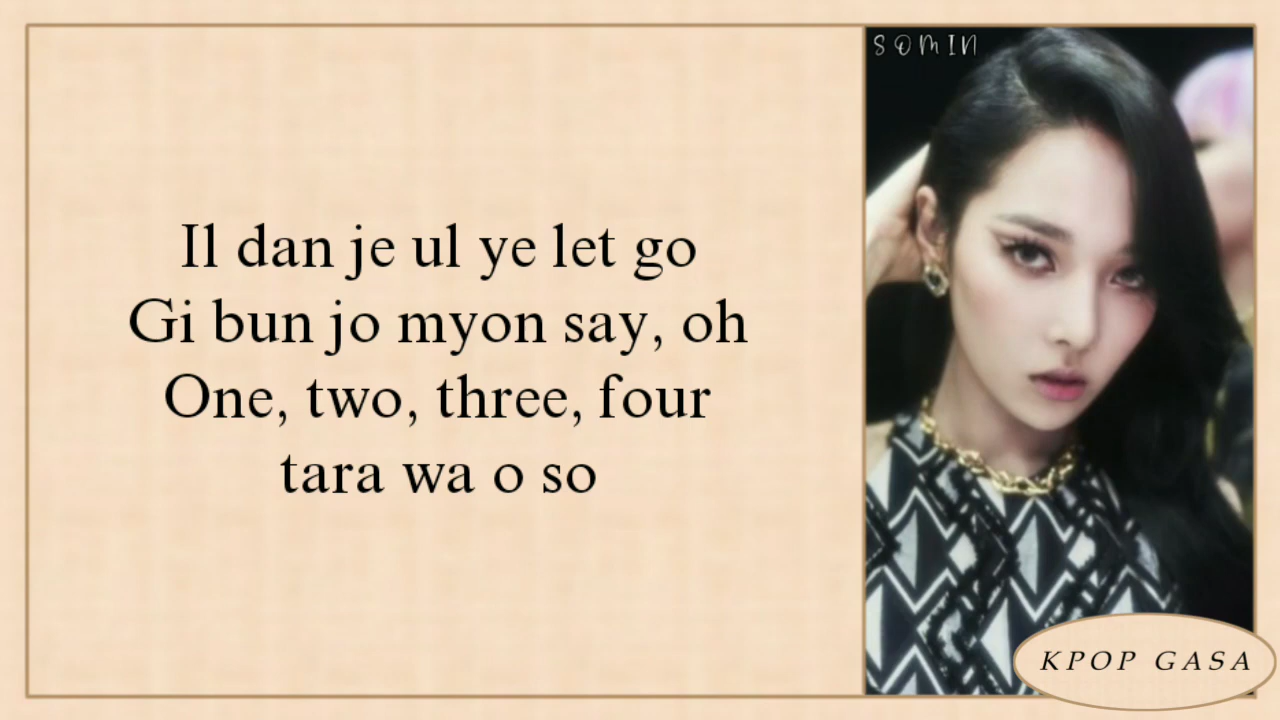 SOMIN
Il dan je ul ye let go
Gi bun jo myon say, oh
One, two, three, four
tara wa o so
KPOP GASA